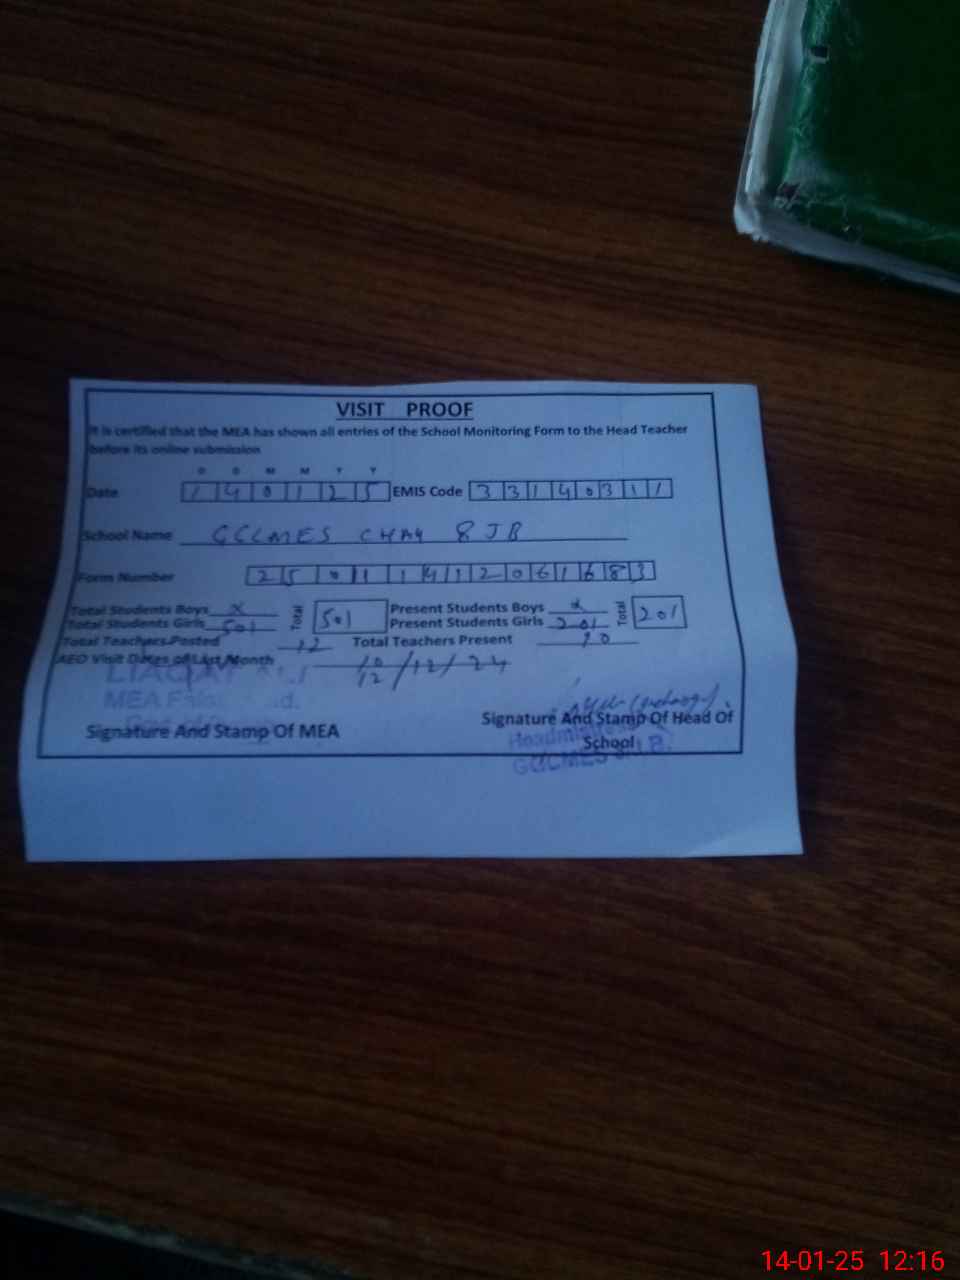 VISIT PROOF
It is certified that the MEA has shown all entries of the School Monitoring Form to the Head Teacher
before its online submission
D D M M Y Y
Date 1 4 0 1 2 5 EMIS Code 3 3 1 4 0 3 1 1
School Name GGCMES CHAK 8 JB
Form Number 2 5 0 1 1 4 1 2 0 6 1 6 8 3
Total Students Boys x Total 501 Present Students Boys x Total 201
Total Students Girls 501 Present Students Girls 201
Total Teachers Posted 12 Total Teachers Present 10
AEO Visit Dates of Last Month 10/12/24
12
LIAQAT ALI
MEA
Signature And Stamp Of MEA
Signature And Stamp Of Head Of
School
Headmistress
8 J.B.
14-01-25 12:16